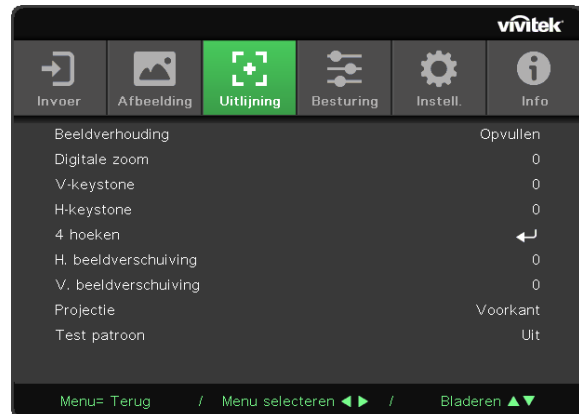 vivitek
Invoer Afbeelding Uitlijning Besturing Instell. Info
Beeldverhouding Opvullen
Digitale zoom 0
V-keystone 0
H-keystone 0
4 hoeken
H. beeldverschuiving 0
V. beeldverschuiving 0
Projectie Voorkant
Test patroon Uit
Menu= Terug / Menu selecteren ◀ ▶ / Bladeren ▲▼